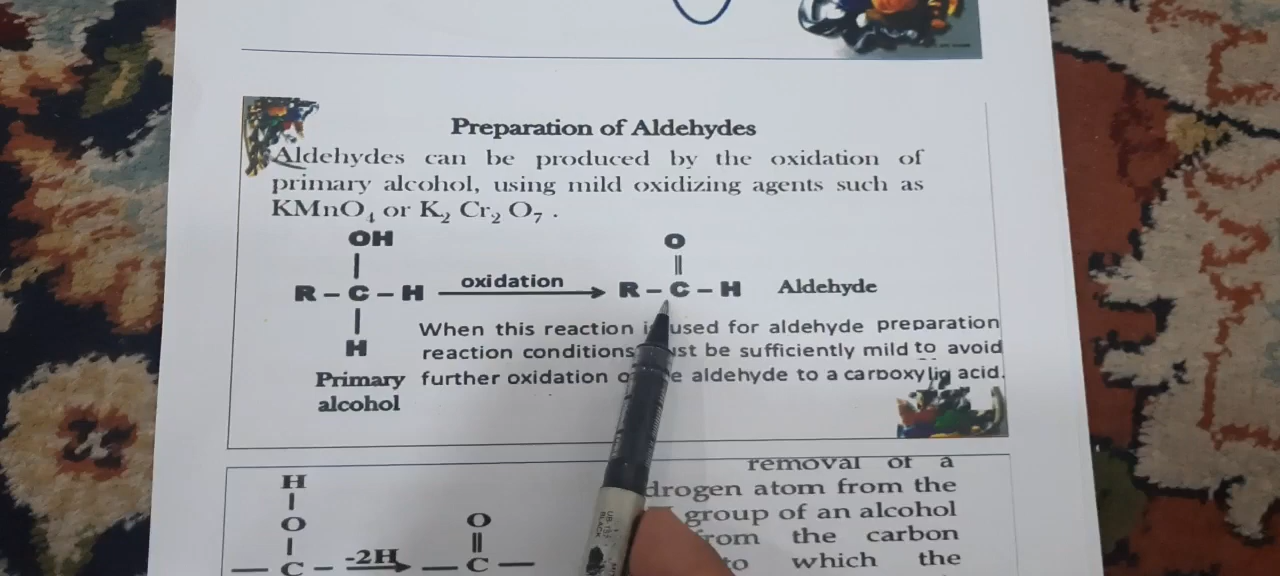 Preparation of Aldehydes
Aldehydes can be produced by the oxidation of
primary alcohol, using mild oxidizing agents such as
KMnO₄ or K₂ Cr₂ O₇ .
OH O
| ||
R – C – H oxidation R – C – H Aldehyde
|
H
When this reaction used for aldehyde preparation
reaction conditions be sufficiently mild to avoid
Primary further oxidation aldehyde to a carboxylic acid.
alcohol
H removal of a
| atom from the
O O group of an alcohol
| || the carbon
— C – -2H — C — which the